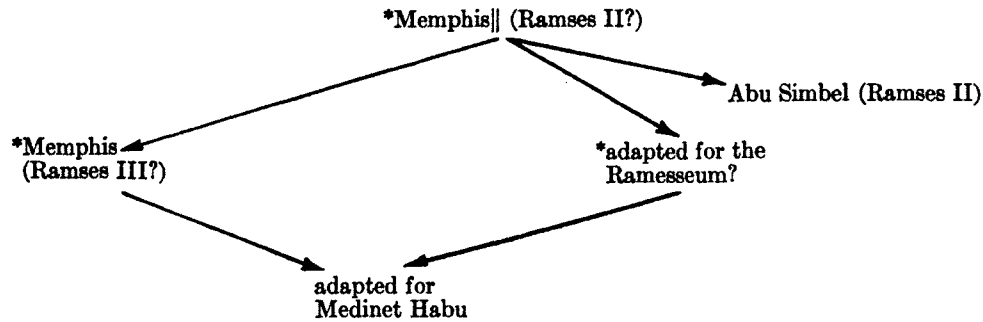 *Memphis|| (Ramses II?)
Abu Simbel (Ramses II)
*Memphis
(Ramses III?)
*adapted for the
Ramesseum?
adapted for
Medinet Habu